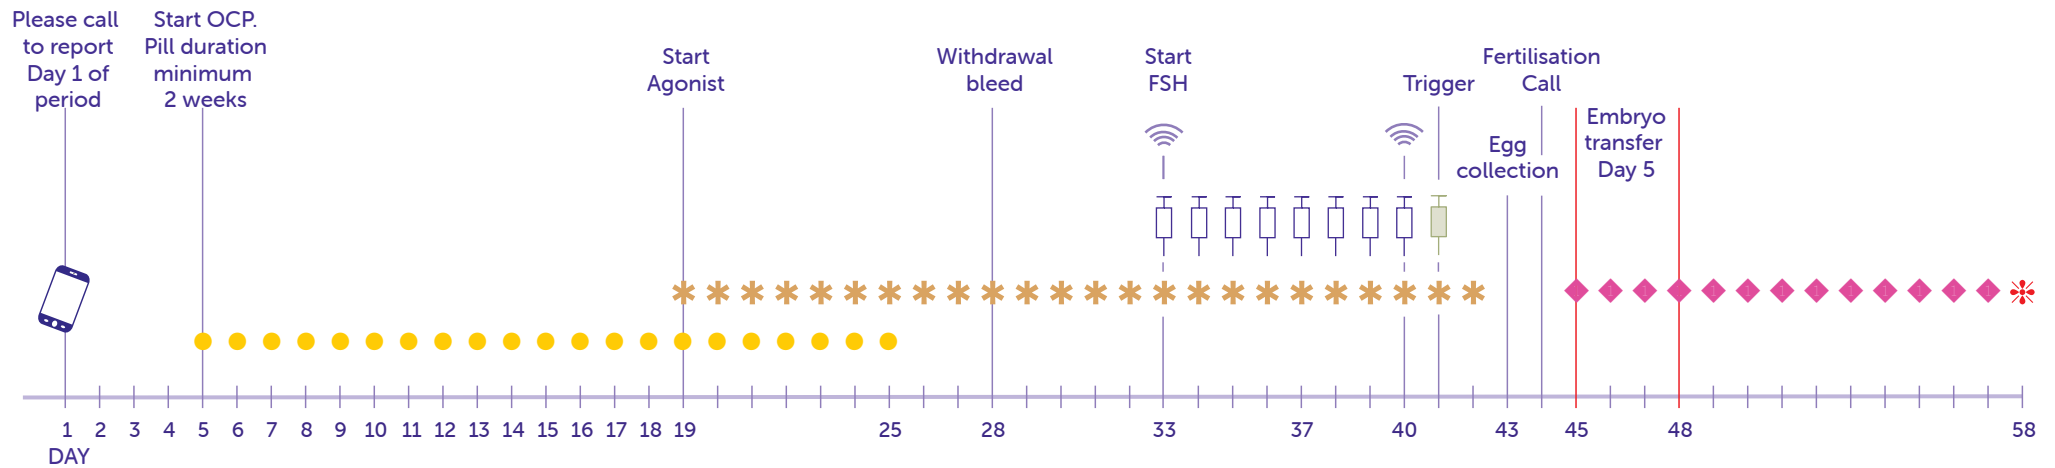 Please call
to report
Day 1 of
period
Start OCP.
Pill duration
minimum
2 weeks
Start
Agonist
Withdrawal
bleed
Start
FSH
Trigger
Fertilisation
Call
Egg
collection
Embryo
transfer
Day 5
1 2 3 4 5 6 7 8 9 10 11 12 13 14 15 16 17 18 19 25 28 33 37 40 43 45 48 58
DAY